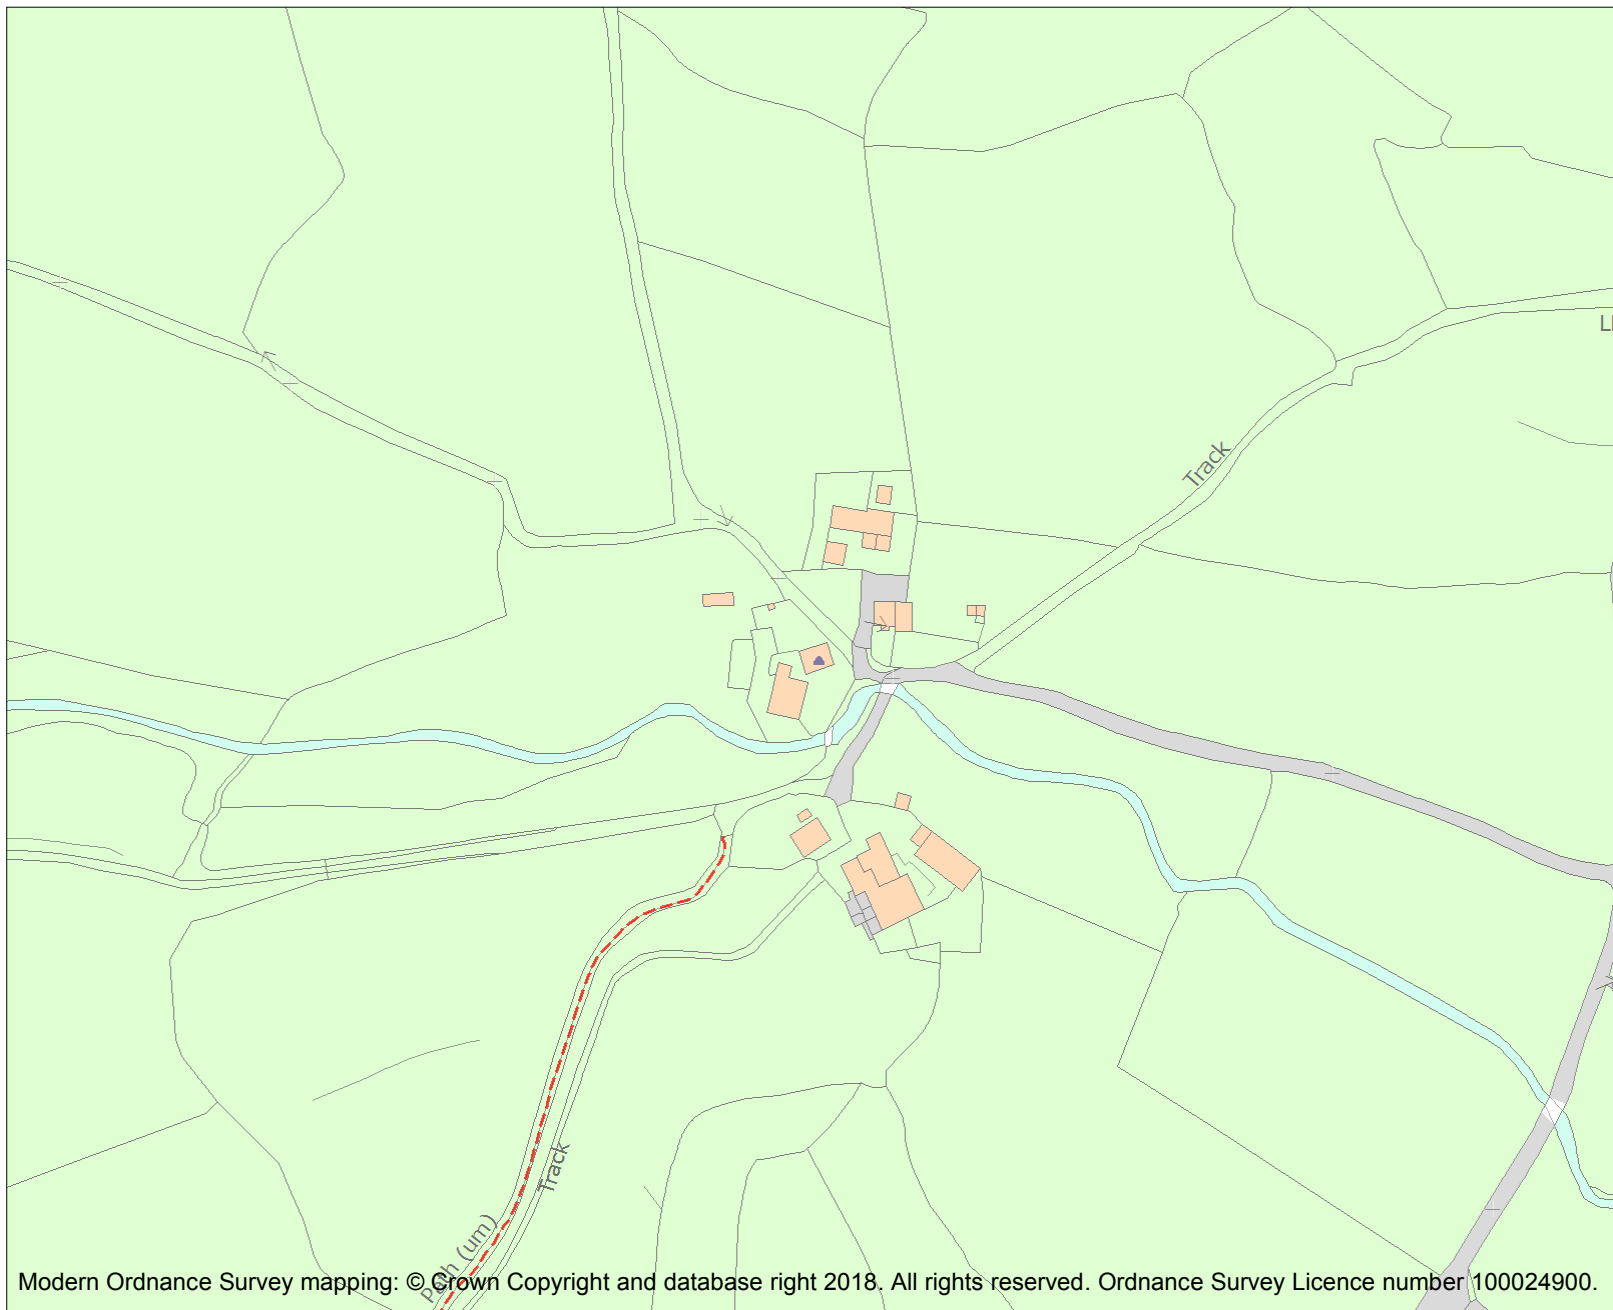 Ll
Track
Track
Path (um)
Modern Ordnance Survey mapping: © Crown Copyright and database right 2018. All rights reserved. Ordnance Survey Licence number 100024900.